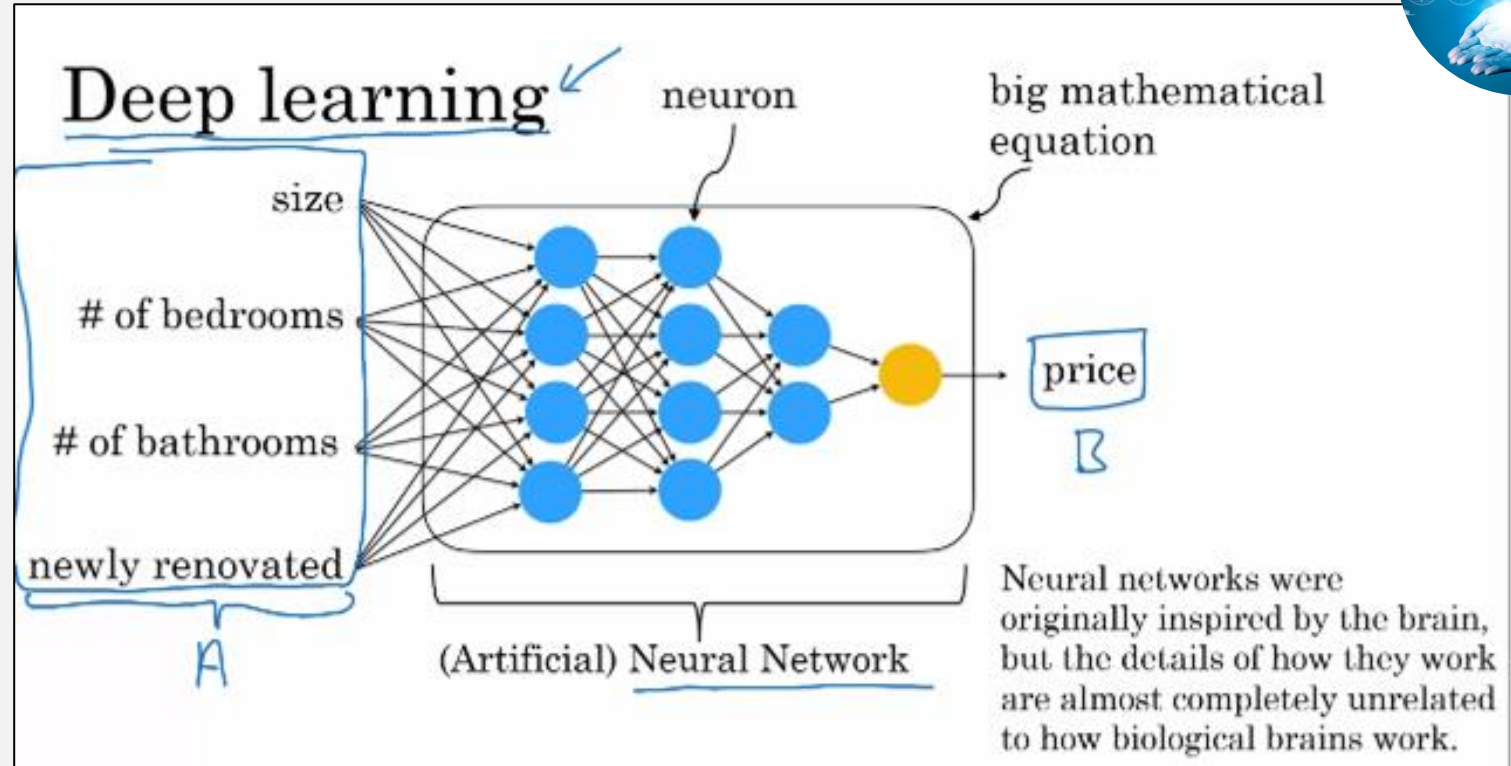 Deep learning
neuron
big mathematical
equation
size
# of bedrooms
# of bathrooms
newly renovated
A
price
B
(Artificial) Neural Network
Neural networks were
originally inspired by the brain,
but the details of how they work
are almost completely unrelated
to how biological brains work.